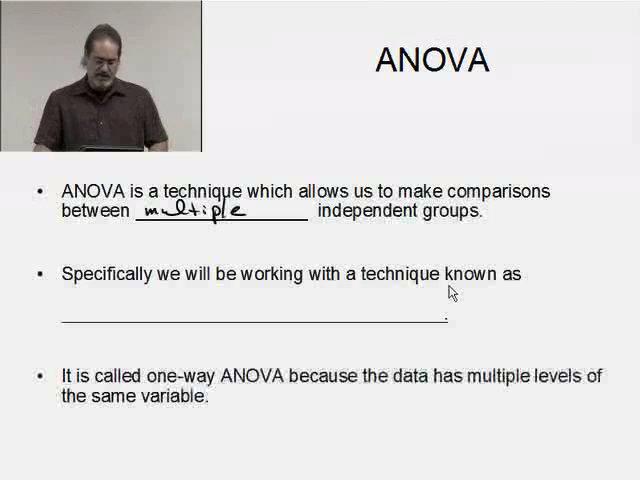 ANOVA
• ANOVA is a technique which allows us to make comparisons
between multiple independent groups.
• Specifically we will be working with a technique known as
.
• It is called one-way ANOVA because the data has multiple levels of
the same variable.